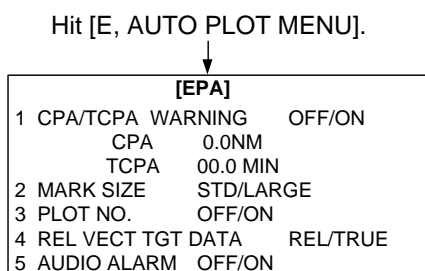 Hit [E, AUTO PLOT MENU].
[EPA]
1 CPA/TCPA WARNING OFF/ON
CPA 0.0NM
TCPA 00.0 MIN
2 MARK SIZE STD/LARGE
3 PLOT NO. OFF/ON
4 REL VECT TGT DATA REL/TRUE
5 AUDIO ALARM OFF/ON